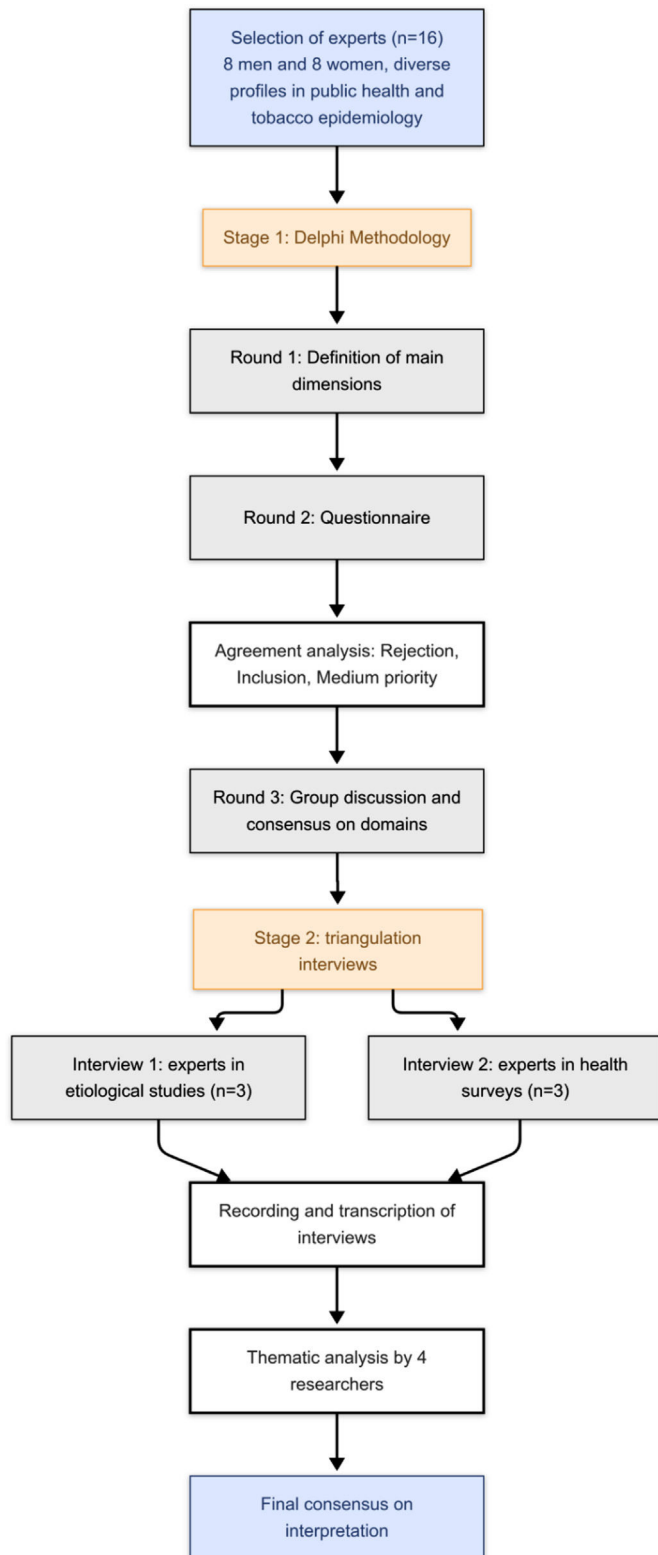 Selection of experts (n=16)
8 men and 8 women, diverse
profiles in public health and
tobacco epidemiology
Stage 1: Delphi Methodology
Round 1: Definition of main
dimensions
Round 2: Questionnaire
Agreement analysis: Rejection,
Inclusion, Medium priority
Round 3: Group discussion and
consensus on domains
Stage 2: triangulation
interviews
Interview 1: experts in
etiological studies (n=3)
Interview 2: experts in health
surveys (n=3)
Recording and transcription of
interviews
Thematic analysis by 4
researchers
Final consensus on
interpretation